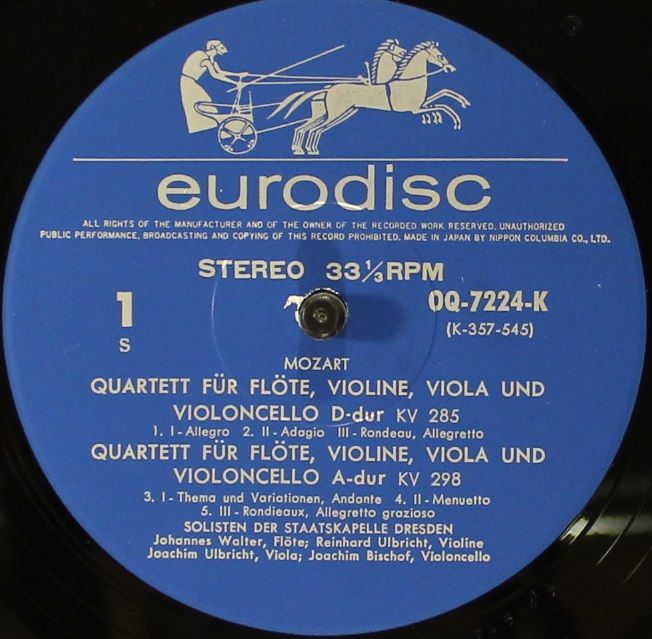 eurodisc
ALL RIGHTS OF THE MANUFACTURER AND OF THE OWNER OF THE RECORDED WORK RESERVED. UNAUTHORIZED
PUBLIC PERFORMANCE, BROADCASTING AND COPYING OF THIS RECORD PROHIBITED. MADE IN JAPAN BY NIPPON COLUMBIA CO., LTD.
STEREO 33 1/3 RPM
1
S
OQ-7224-K
(K-357-545)
MOZART
QUARTETT FÜR FLÖTE, VIOLINE, VIOLA UND
VIOLONCELLO D-dur KV 285
1. I-Allegro 2. II-Adagio III-Rondeau, Allegretto
QUARTETT FÜR FLÖTE, VIOLINE, VIOLA UND
VIOLONCELLO A-dur KV 298
3. I-Thema und Variationen, Andante 4. II-Menuetto
5. III-Rondieaux, Allegretto grazioso
SOLISTEN DER STAATSKAPELLE DRESDEN
Johannes Walter, Flöte; Reinhard Ulbricht, Violine
Joachim Ulbricht, Viola; Joachim Bischof, Violoncello